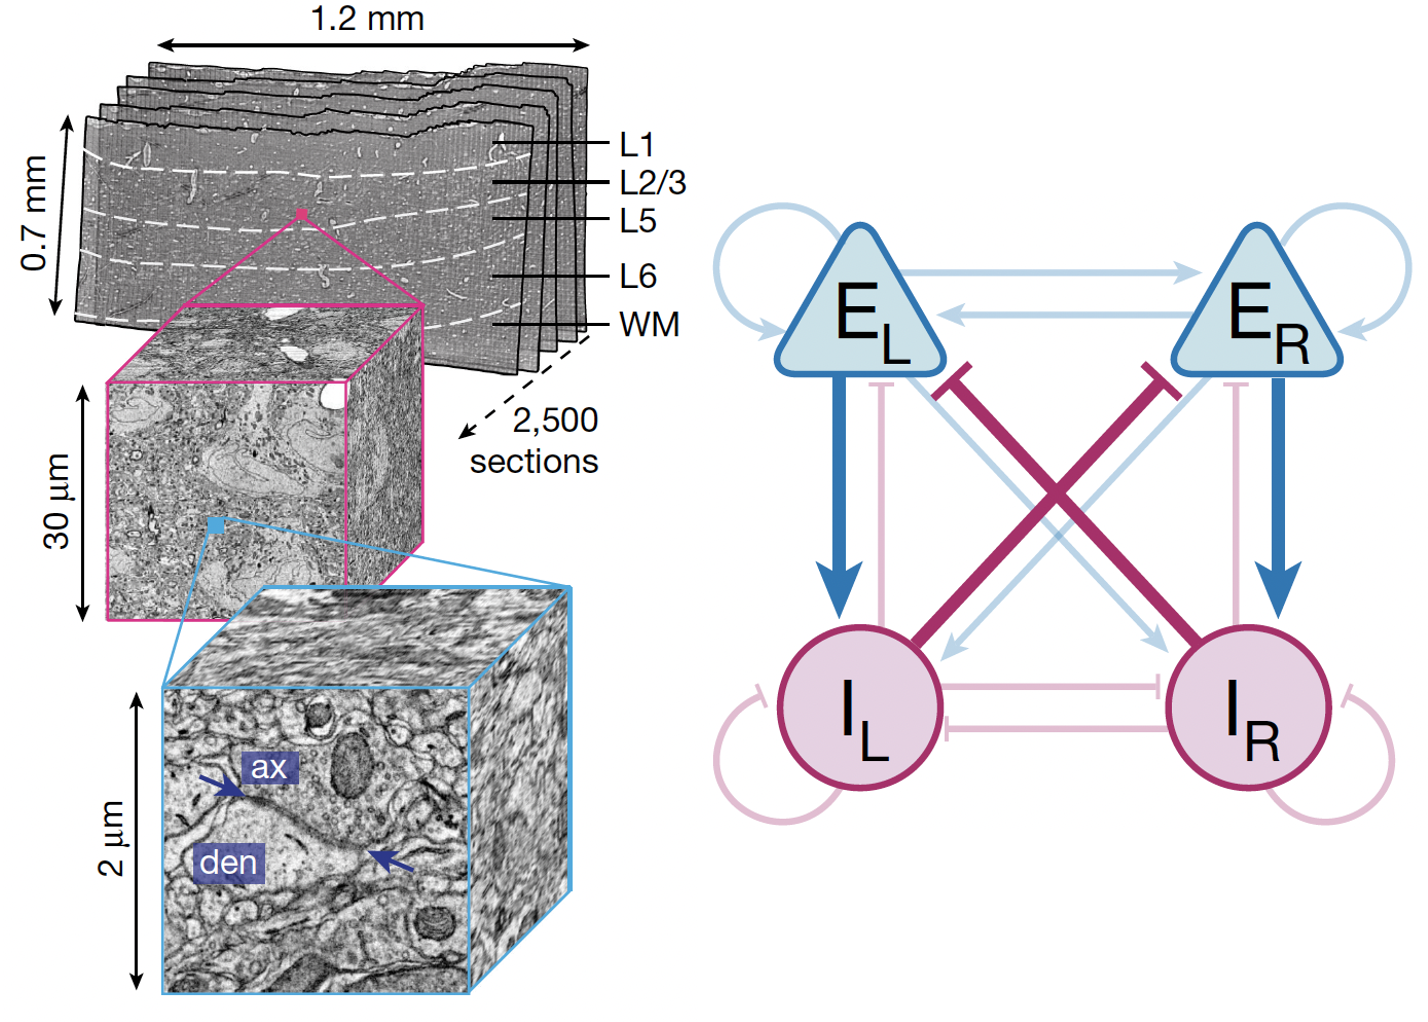 1.2 mm
0.7 mm
L1
L2/3
L5
L6
WM
2,500
sections
30 μm
2 μm
ax
den
E_L
E_R
I_L
I_R